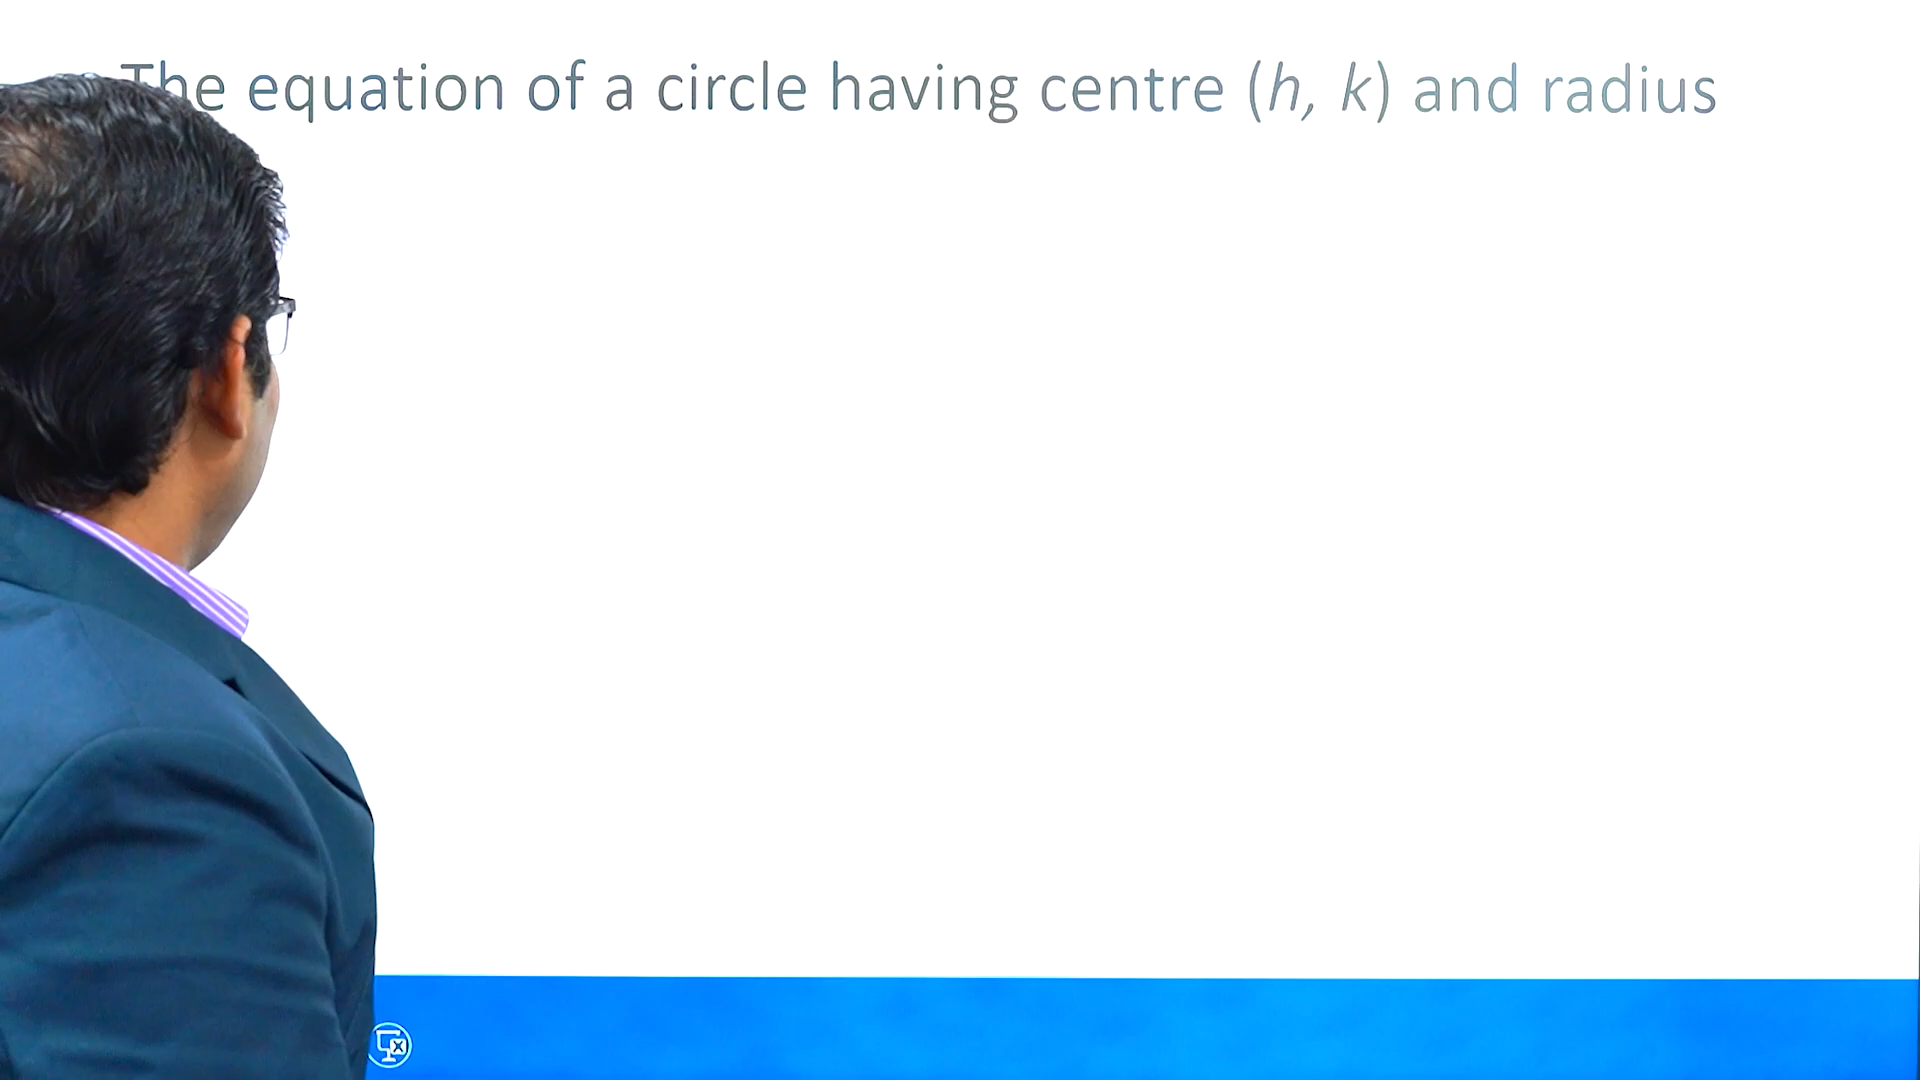 The equation of a circle having centre (h, k) and radius